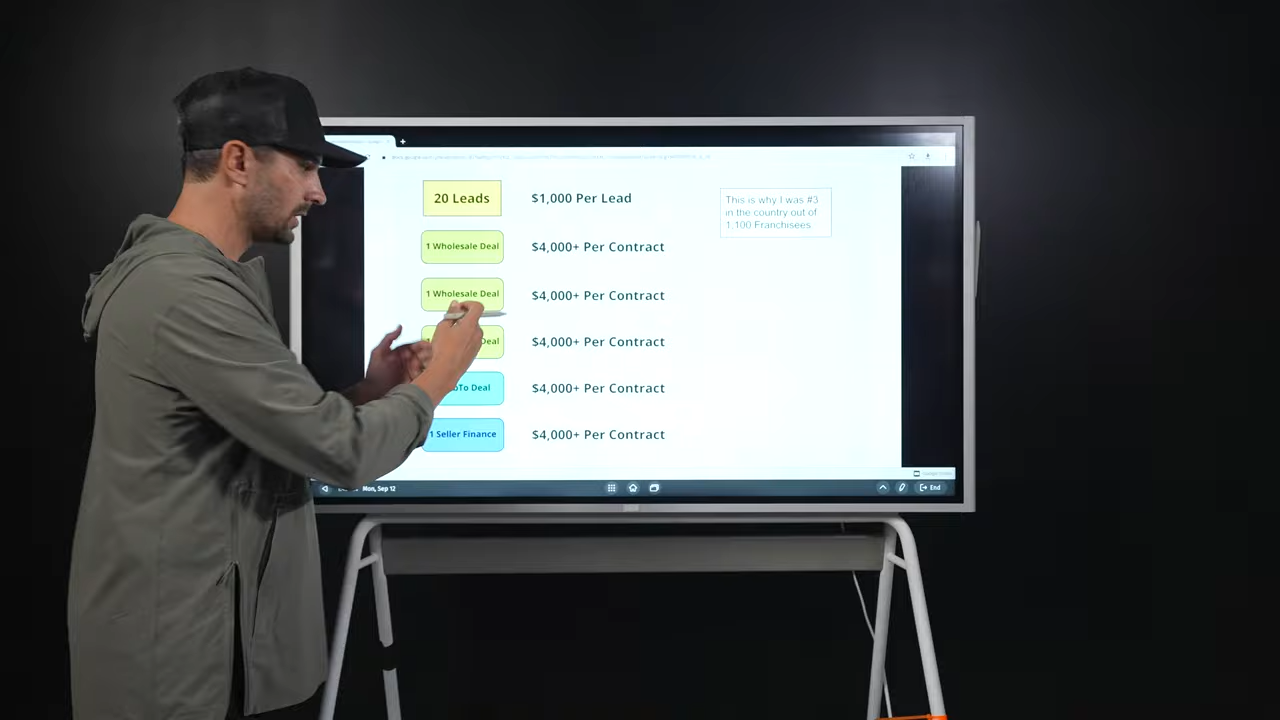 20 Leads $1,000 Per Lead
This is why I was #3
in the country out of
1,100 Franchisees
1 Wholesale Deal $4,000+ Per Contract
1 Wholesale Deal $4,000+ Per Contract
Deal $4,000+ Per Contract
To Deal $4,000+ Per Contract
1 Seller Finance $4,000+ Per Contract
Mon, Sep 12
End